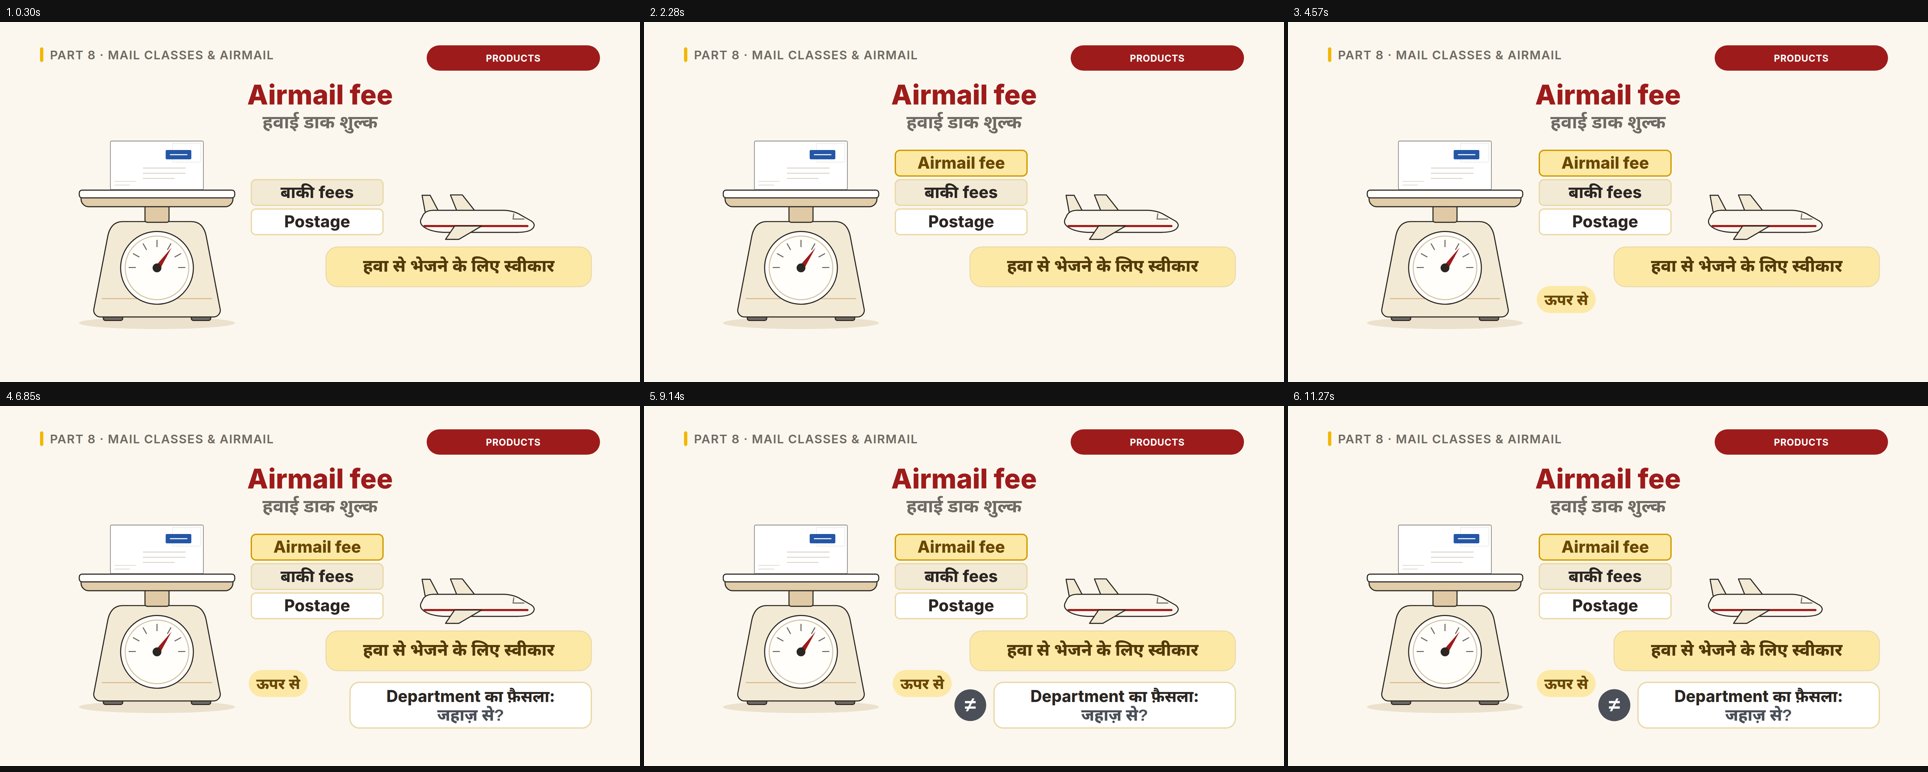 1. 0.30s
PART 8 · MAIL CLASSES & AIRMAIL
PRODUCTS
Airmail fee
हवाई डाक शुल्क
बाकी fees
Postage
हवा से भेजने के लिए स्वीकार
2. 2.28s
PART 8 · MAIL CLASSES & AIRMAIL
PRODUCTS
Airmail fee
हवाई डाक शुल्क
Airmail fee
बाकी fees
Postage
हवा से भेजने के लिए स्वीकार
3. 4.57s
PART 8 · MAIL CLASSES & AIRMAIL
PRODUCTS
Airmail fee
हवाई डाक शुल्क
Airmail fee
बाकी fees
Postage
हवा से भेजने के लिए स्वीकार
ऊपर से
4. 6.85s
PART 8 · MAIL CLASSES & AIRMAIL
PRODUCTS
Airmail fee
हवाई डाक शुल्क
Airmail fee
बाकी fees
Postage
हवा से भेजने के लिए स्वीकार
ऊपर से
Department का फ़ैसला:
जहाज़ से?
5. 9.14s
PART 8 · MAIL CLASSES & AIRMAIL
PRODUCTS
Airmail fee
हवाई डाक शुल्क
Airmail fee
बाकी fees
Postage
हवा से भेजने के लिए स्वीकार
ऊपर से
≠
Department का फ़ैसला:
जहाज़ से?
6. 11.27s
PART 8 · MAIL CLASSES & AIRMAIL
PRODUCTS
Airmail fee
हवाई डाक शुल्क
Airmail fee
बाकी fees
Postage
हवा से भेजने के लिए स्वीकार
ऊपर से
≠
Department का फ़ैसला:
जहाज़ से?